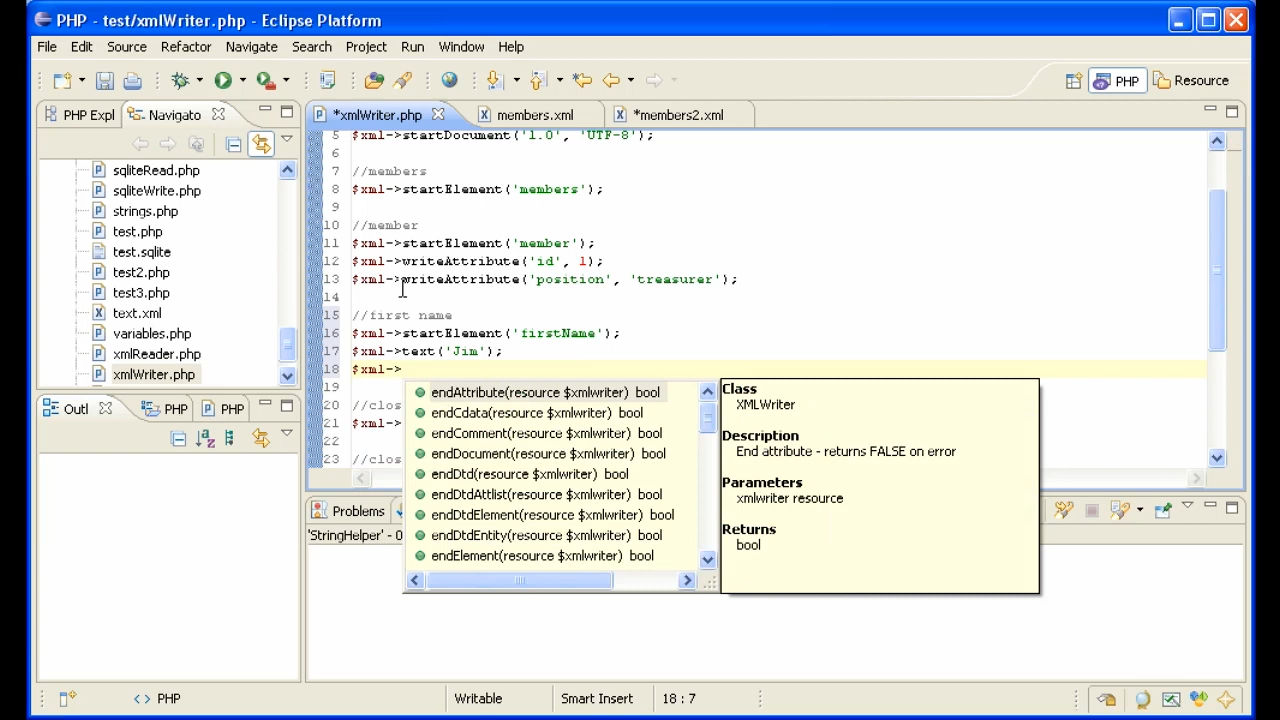 PHP - test/xmlWriter.php - Eclipse Platform
File Edit Source Refactor Navigate Search Project Run Window Help
PHP Resource
PHP Expl Navigato
*xmlWriter.php members.xml *members2.xml
sqliteRead.php
sqliteWrite.php
strings.php
test.php
test.sqlite
test2.php
test3.php
text.xml
variables.php
xmlReader.php
xmlWriter.php
5 $xml->startDocument('1.0', 'UTF-8');
6
7 //members
8 $xml->startElement('members');
9
10 //member
11 $xml->startElement('member');
12 $xml->writeAttribute('id', 1);
13 $xml->writeAttribute('position', 'treasurer');
14
15 //first name
16 $xml->startElement('firstName');
17 $xml->text('Jim');
18 $xml->
19
20 //clos
21 $xml->
22
23 //clos
endAttribute(resource $xmlwriter) bool
endCdata(resource $xmlwriter) bool
endComment(resource $xmlwriter) bool
endDocument(resource $xmlwriter) bool
endDtd(resource $xmlwriter) bool
endDtdAttlist(resource $xmlwriter) bool
endDtdElement(resource $xmlwriter) bool
endDtdEntity(resource $xmlwriter) bool
endElement(resource $xmlwriter) bool
Class
XMLWriter
Description
End attribute - returns FALSE on error
Parameters
xmlwriter resource
Returns
bool
Outl PHP PHP
Problems
'StringHelper' - 0
<> PHP Writable Smart Insert 18 : 7